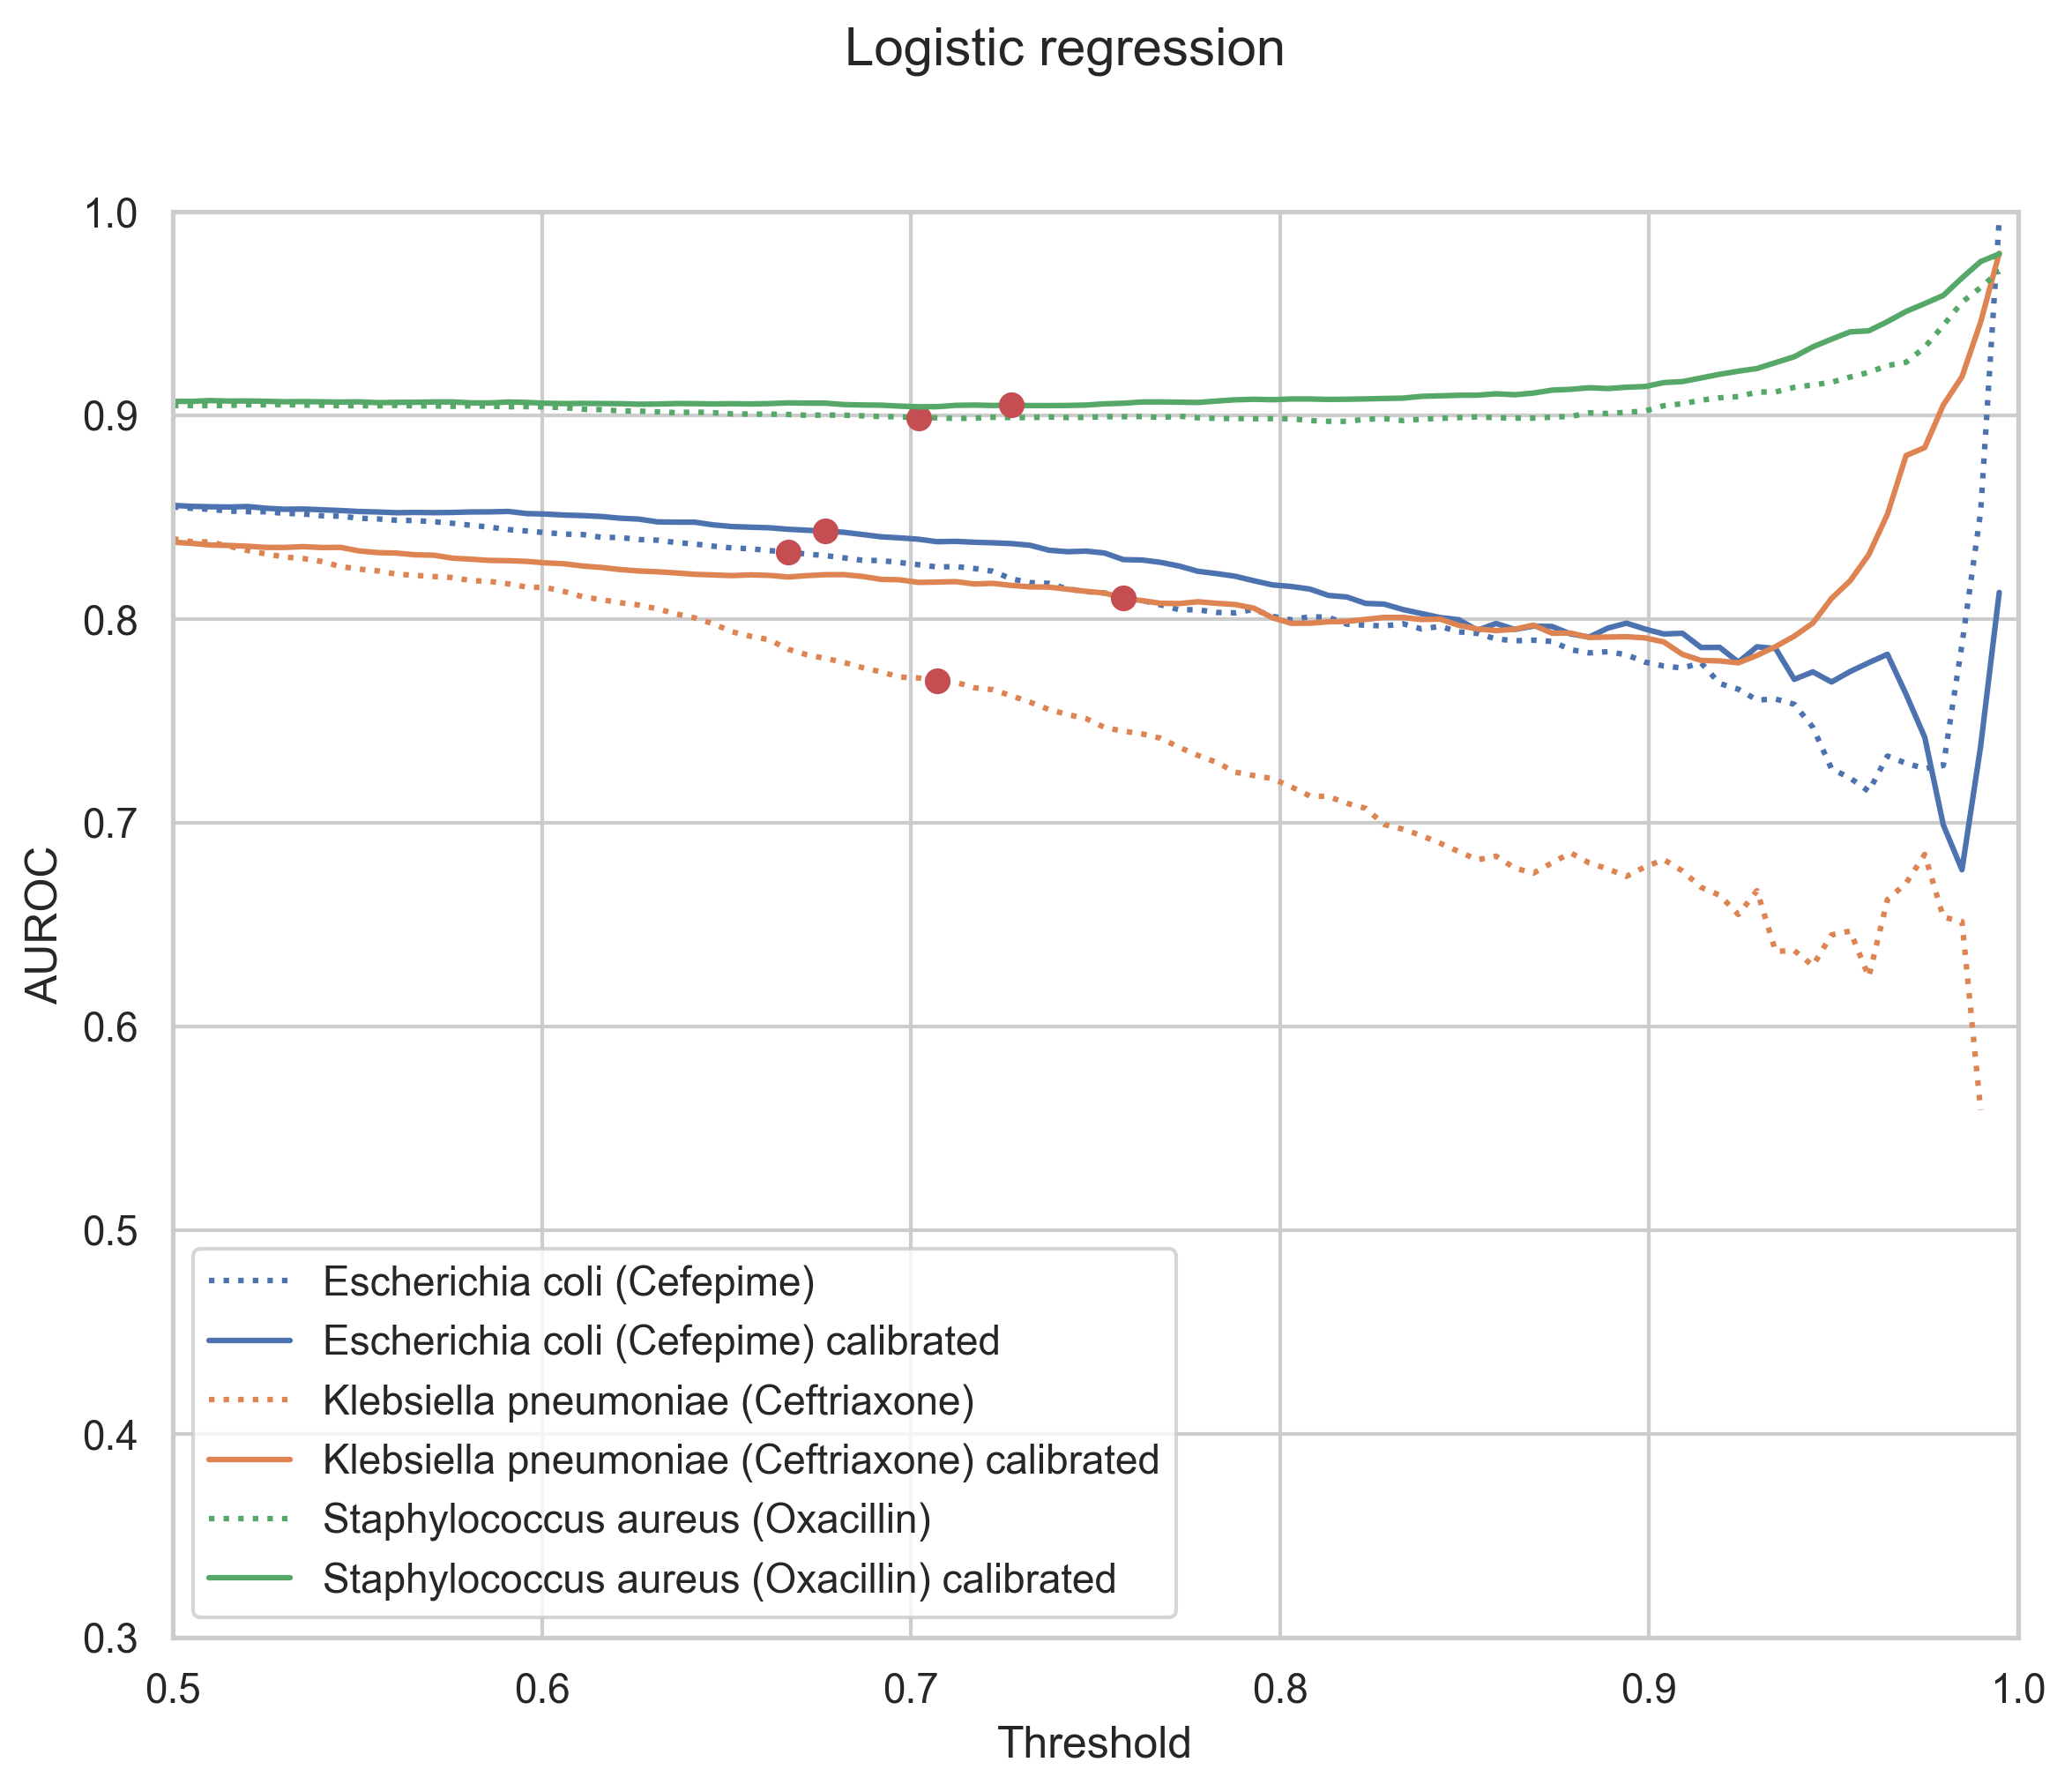 Logistic regression
1.0
0.9
0.8
0.7
0.6
0.5
0.4
0.3
AUROC
Escherichia coli (Cefepime)
Escherichia coli (Cefepime) calibrated
Klebsiella pneumoniae (Ceftriaxone)
Klebsiella pneumoniae (Ceftriaxone) calibrated
Staphylococcus aureus (Oxacillin)
Staphylococcus aureus (Oxacillin) calibrated
0.5 0.6 0.7 0.8 0.9 1.0
Threshold